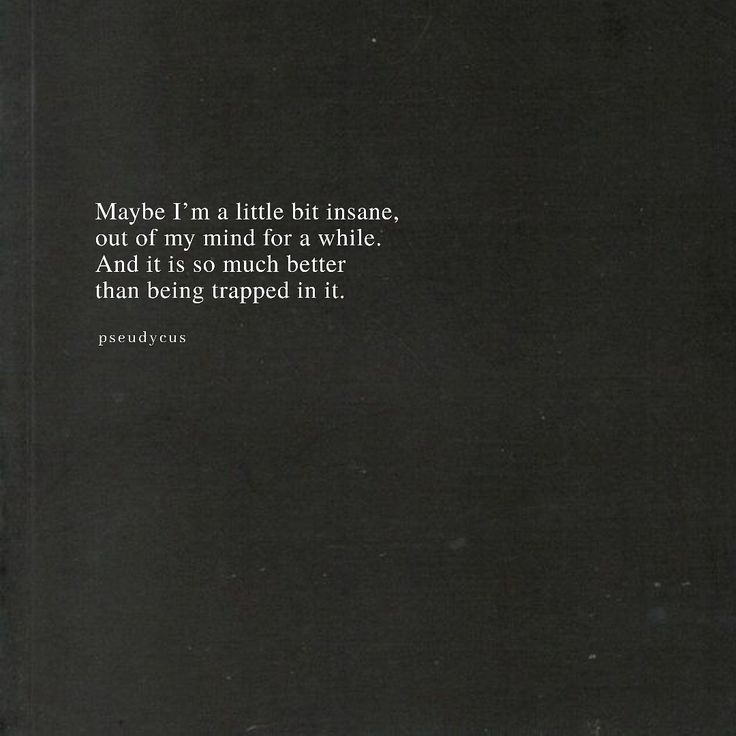 Maybe I’m a little bit insane,
out of my mind for a while.
And it is so much better
than being trapped in it.
pseudycus